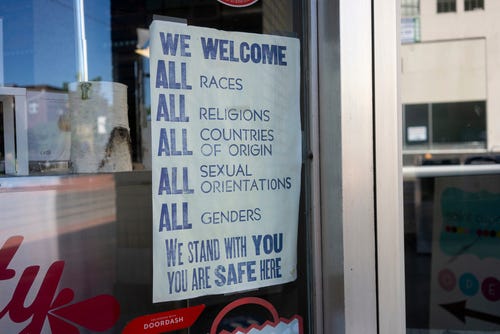 WE WELCOME
ALL RACES
ALL RELIGIONS
ALL COUNTRIES
OF ORIGIN
ALL SEXUAL
ORIENTATIONS
ALL GENDERS
WE STAND WITH YOU
YOU ARE SAFE HERE
ty
DOORDASH